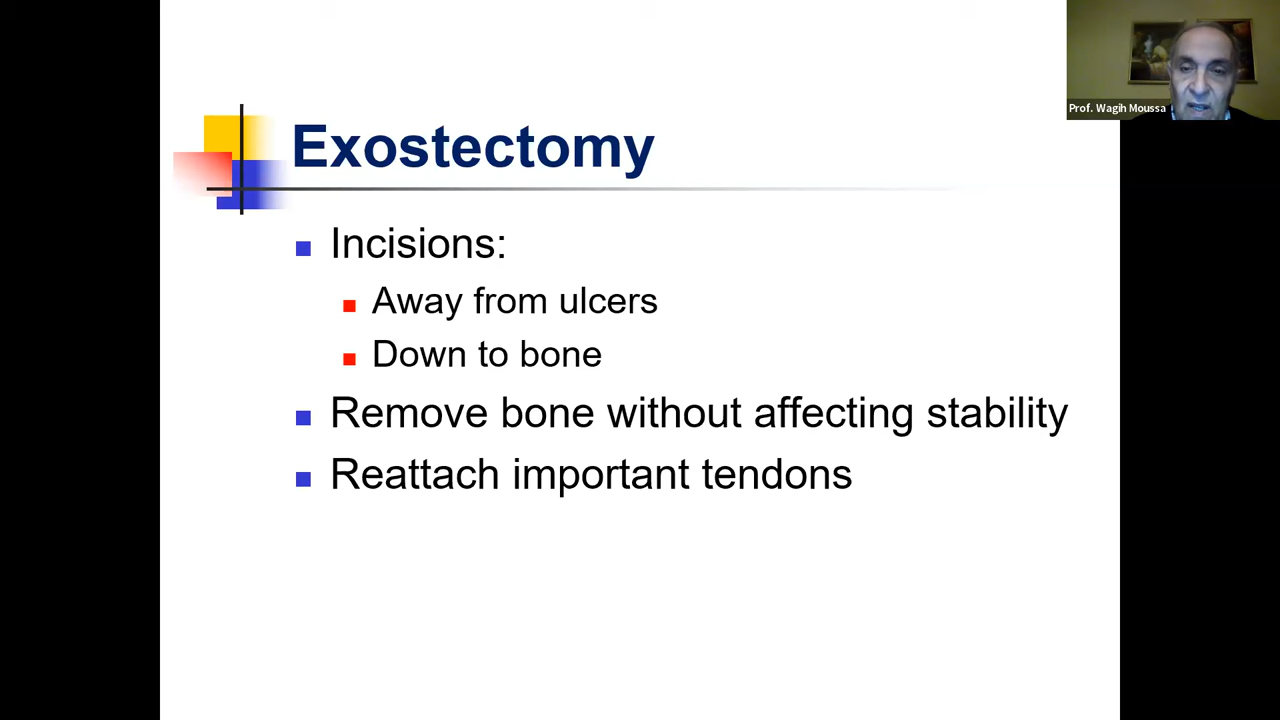 Prof. Wagih Moussa
Exostectomy
Incisions:
Away from ulcers
Down to bone
Remove bone without affecting stability
Reattach important tendons